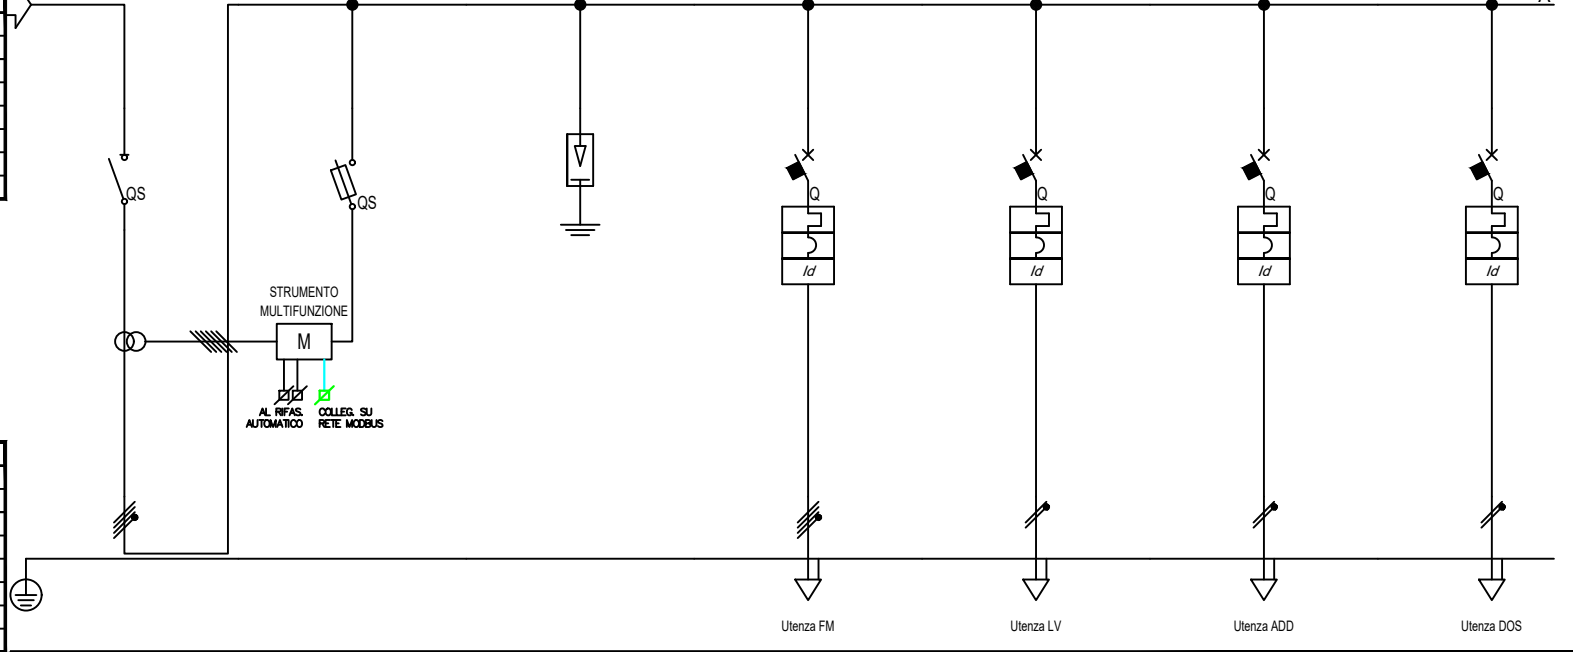 QS
QS
Q
Q
Q
Q
Id
Id
Id
Id
STRUMENTO
MULTIFUNZIONE
M
AL RIFAS.
AUTOMATICO
COLLEG. SU
RETE MODBUS
Utenza FM
Utenza LV
Utenza ADD
Utenza DOS